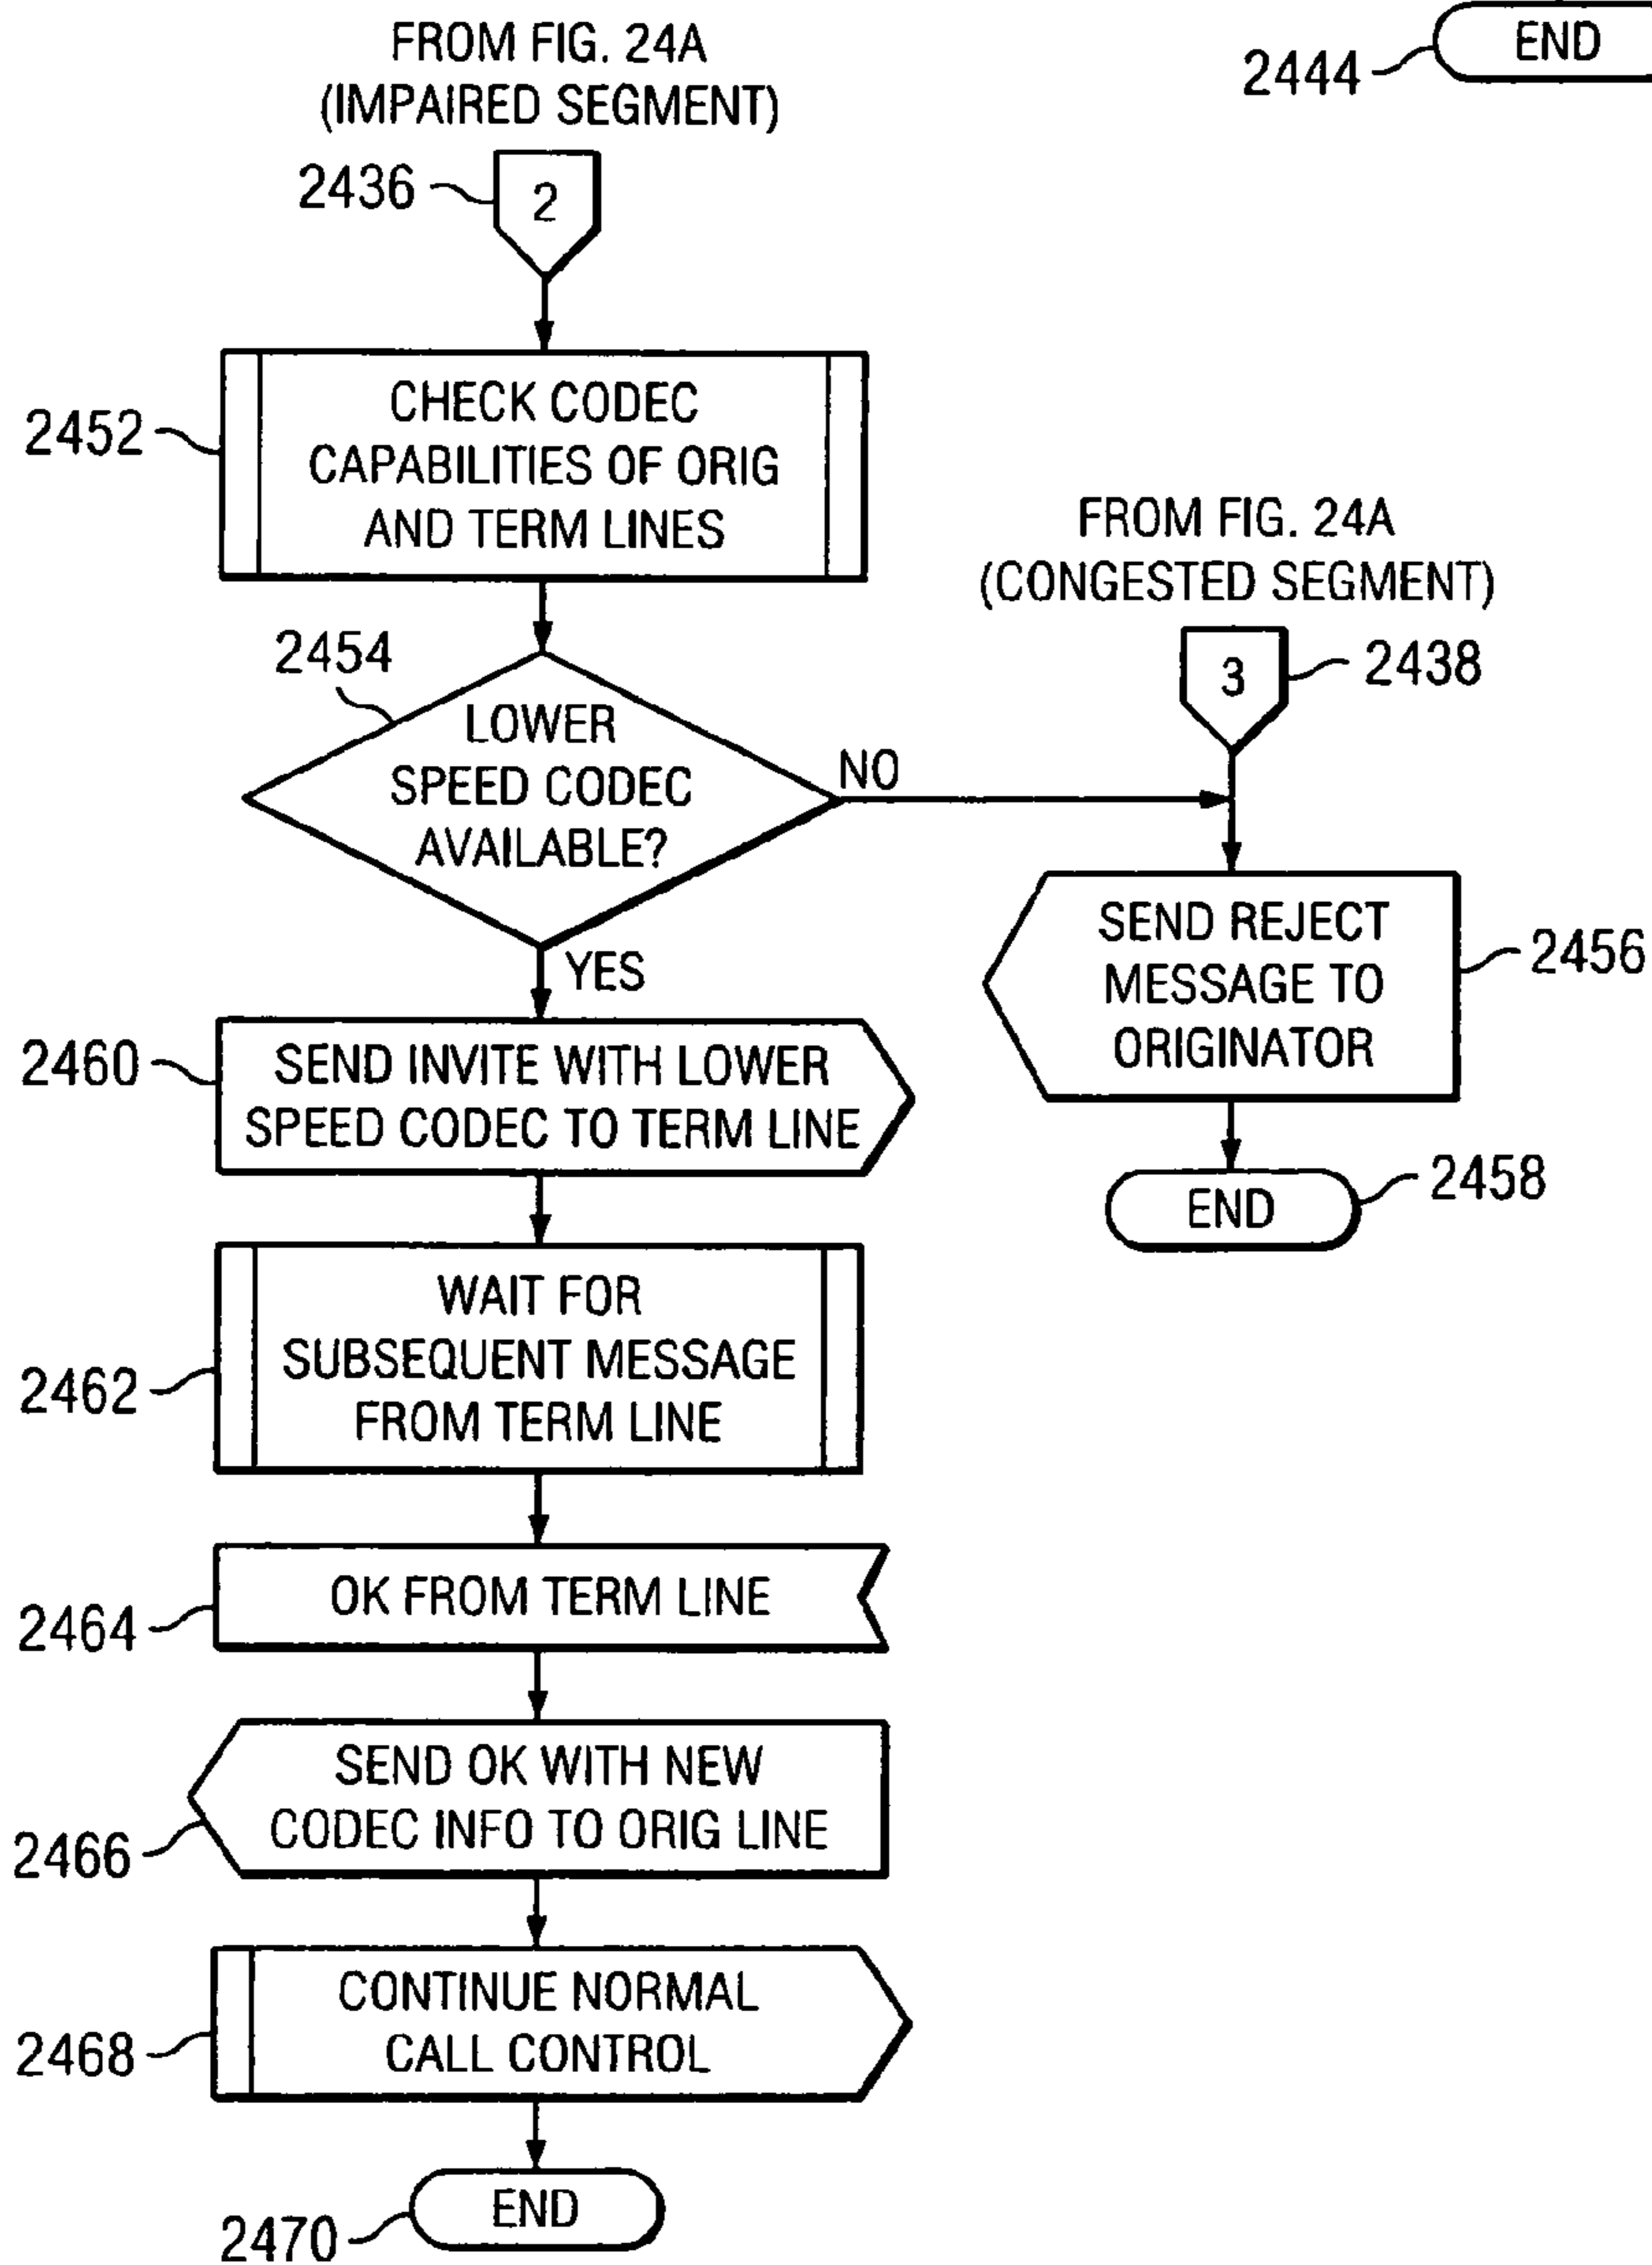 FROM FIG. 24A
(IMPAIRED SEGMENT)
2444
END
2436
2
2452
CHECK CODEC
CAPABILITIES OF ORIG
AND TERM LINES
FROM FIG. 24A
(CONGESTED SEGMENT)
2438
3
2454
LOWER
SPEED CODEC
AVAILABLE?
NO
YES
SEND REJECT
MESSAGE TO
ORIGINATOR
2456
2460
SEND INVITE WITH LOWER
SPEED CODEC TO TERM LINE
END
2458
2462
WAIT FOR
SUBSEQUENT MESSAGE
FROM TERM LINE
2464
OK FROM TERM LINE
2466
SEND OK WITH NEW
CODEC INFO TO ORIG LINE
2468
CONTINUE NORMAL
CALL CONTROL
2470
END